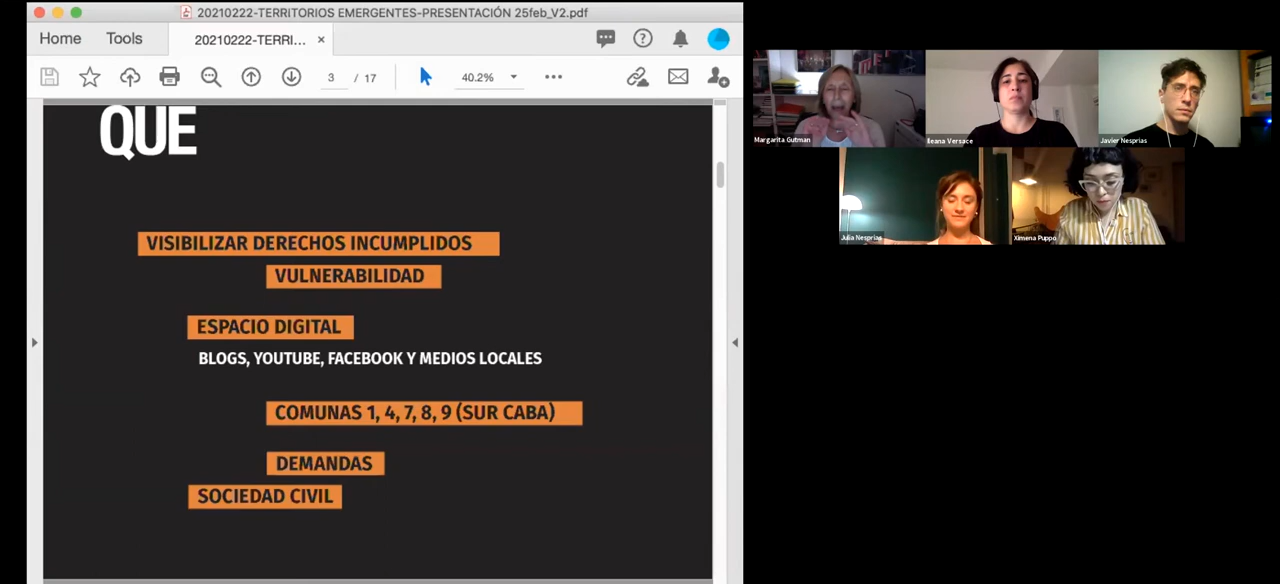 20210222-TERRITORIOS EMERGENTES-PRESENTACIÓN 25feb_V2.pdf
Home
Tools
20210222-TERRI...
×
3 / 17
40.2%
QUE
VISIBILIZAR DERECHOS INCUMPLIDOS
VULNERABILIDAD
ESPACIO DIGITAL
BLOGS, YOUTUBE, FACEBOOK Y MEDIOS LOCALES
COMUNAS 1, 4, 7, 8, 9 (SUR CABA)
DEMANDAS
SOCIEDAD CIVIL
Margarita Gutman
Ileana Versace
Javier Nesprias
Julia Nesprias
Ximena Puppo